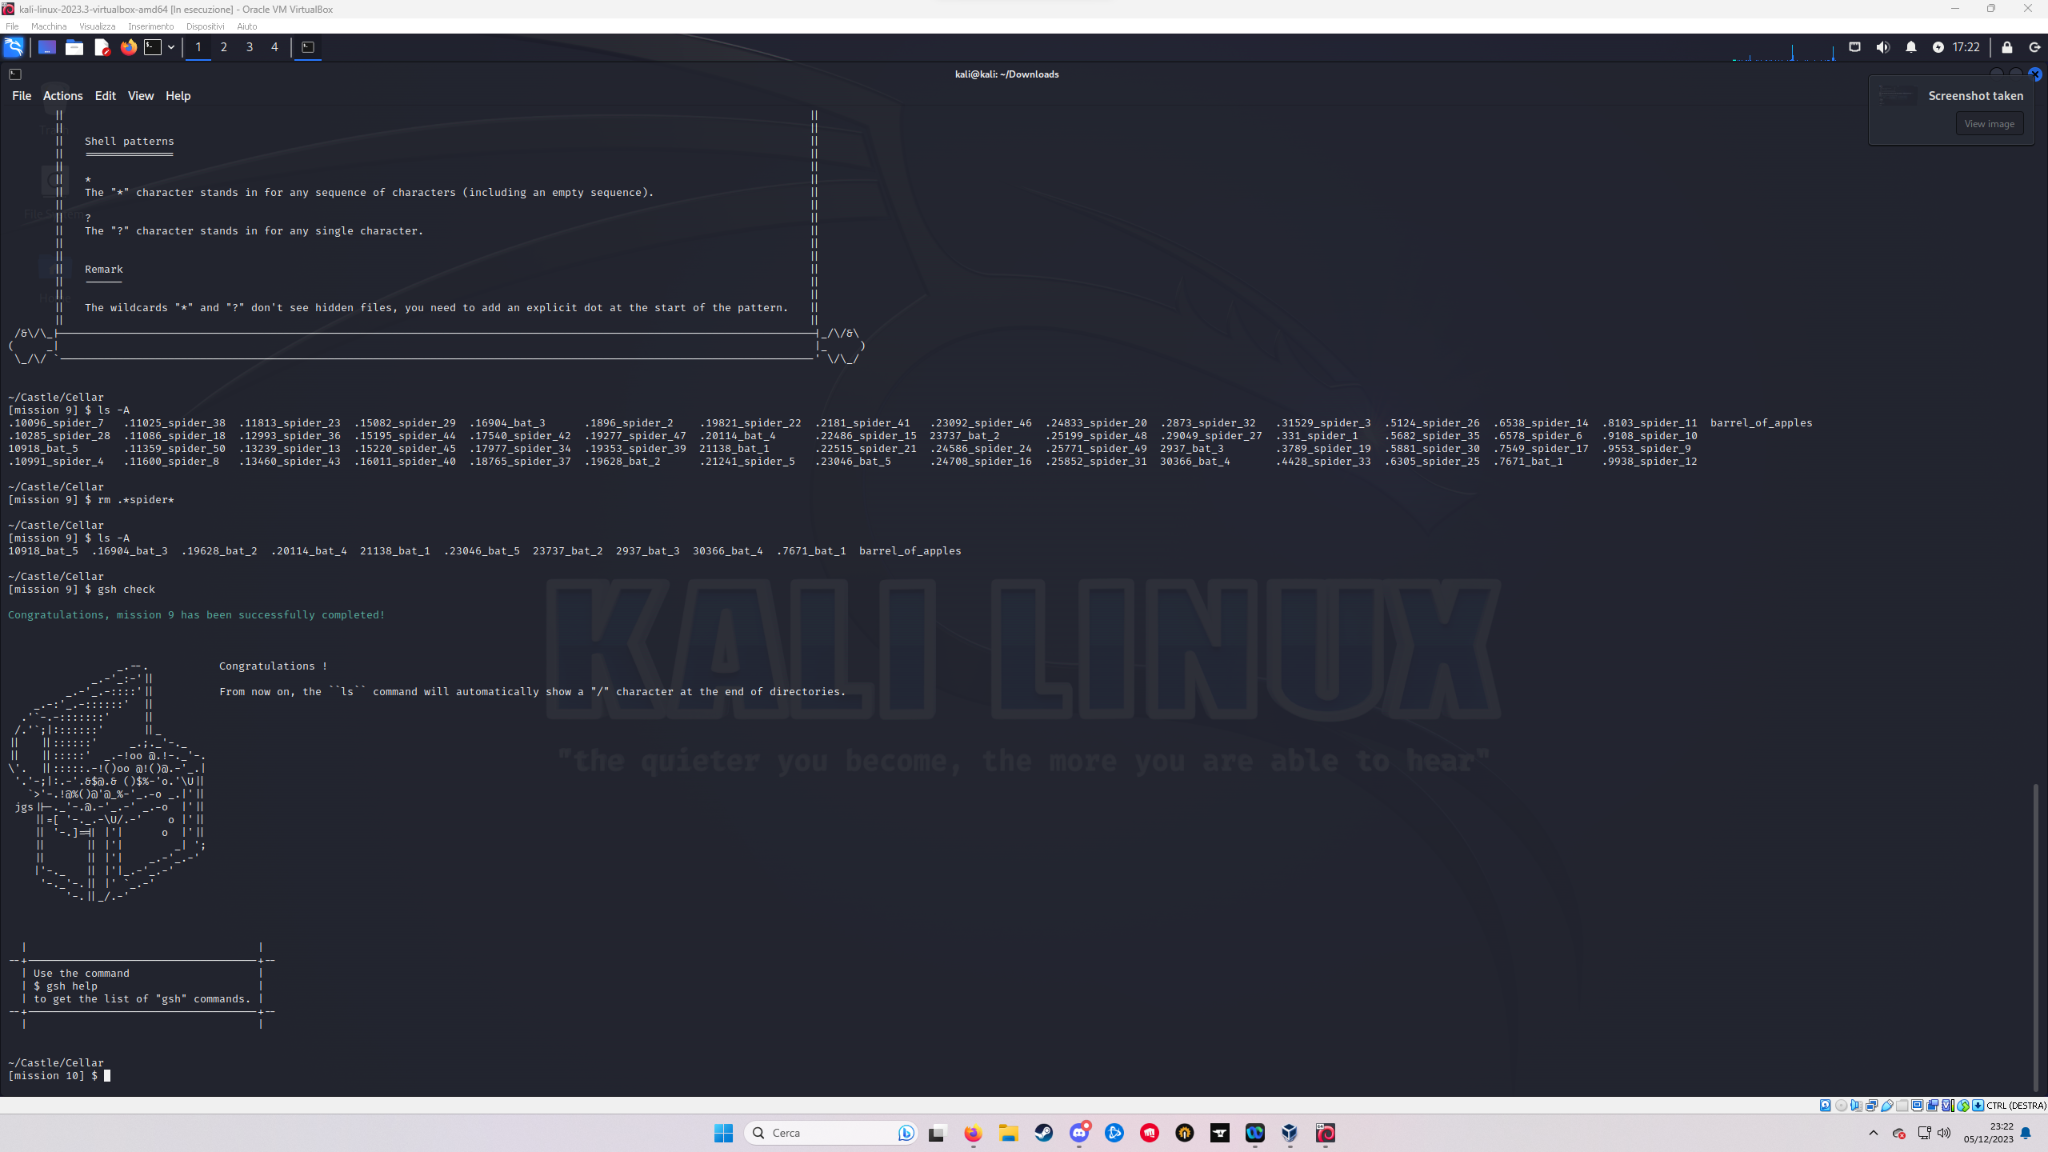 kali-linux-2023.3-virtualbox-amd64 [In esecuzione] - Oracle VM VirtualBox
File Macchina Visualizza Inserimento Dispositivi Aiuto
1 2 3 4 17:22
kali@kali: ~/Downloads
File Actions Edit View Help
Screenshot taken
View image
Shell patterns
*
The "*" character stands in for any sequence of characters (including an empty sequence).
?
The "?" character stands in for any single character.
Remark
The wildcards "*" and "?" don't see hidden files, you need to add an explicit dot at the start of the pattern.
~/Castle/Cellar
[mission 9] $ ls -A
.10096_spider_7 .11025_spider_38 .11813_spider_23 .15082_spider_29 .16904_bat_3 .1896_spider_2 .19821_spider_22 .2181_spider_41 .23092_spider_46 .24833_spider_20 .2873_spider_32 .31529_spider_3 .5124_spider_26 .6538_spider_14 .8103_spider_11 barrel_of_apples
.10285_spider_28 .11086_spider_18 .12993_spider_36 .15195_spider_44 .17540_spider_42 .19277_spider_47 .20114_bat_4 .22486_spider_15 23737_bat_2 .25199_spider_48 .29049_spider_27 .331_spider_1 .5682_spider_35 .6578_spider_6 .9108_spider_10
10918_bat_5 .11359_spider_50 .13239_spider_13 .15220_spider_45 .17977_spider_34 .19353_spider_39 21138_bat_1 .22515_spider_21 .24586_spider_24 .25771_spider_49 2937_bat_3 .3789_spider_19 .5881_spider_30 .7549_spider_17 .9553_spider_9
.10991_spider_4 .11600_spider_8 .13460_spider_43 .16011_spider_40 .18765_spider_37 .19628_bat_2 .21241_spider_5 .23046_bat_5 .24708_spider_16 .25852_spider_31 30366_bat_4 .4428_spider_33 .6305_spider_25 .7671_bat_1 .9938_spider_12
~/Castle/Cellar
[mission 9] $ rm .*spider*
~/Castle/Cellar
[mission 9] $ ls -A
10918_bat_5 .16904_bat_3 .19628_bat_2 .20114_bat_4 21138_bat_1 .23046_bat_5 23737_bat_2 2937_bat_3 30366_bat_4 .7671_bat_1 barrel_of_apples
~/Castle/Cellar
[mission 9] $ gsh check
Congratulations, mission 9 has been successfully completed!
Congratulations !
From now on, the ``ls`` command will automatically show a "/" character at the end of directories.
KALI LINUX
"the quieter you become, the more you are able to hear"
jgs
Use the command
$ gsh help
to get the list of "gsh" commands.
~/Castle/Cellar
[mission 10] $
CTRL (DESTRA)
Cerca
23:22
05/12/2023